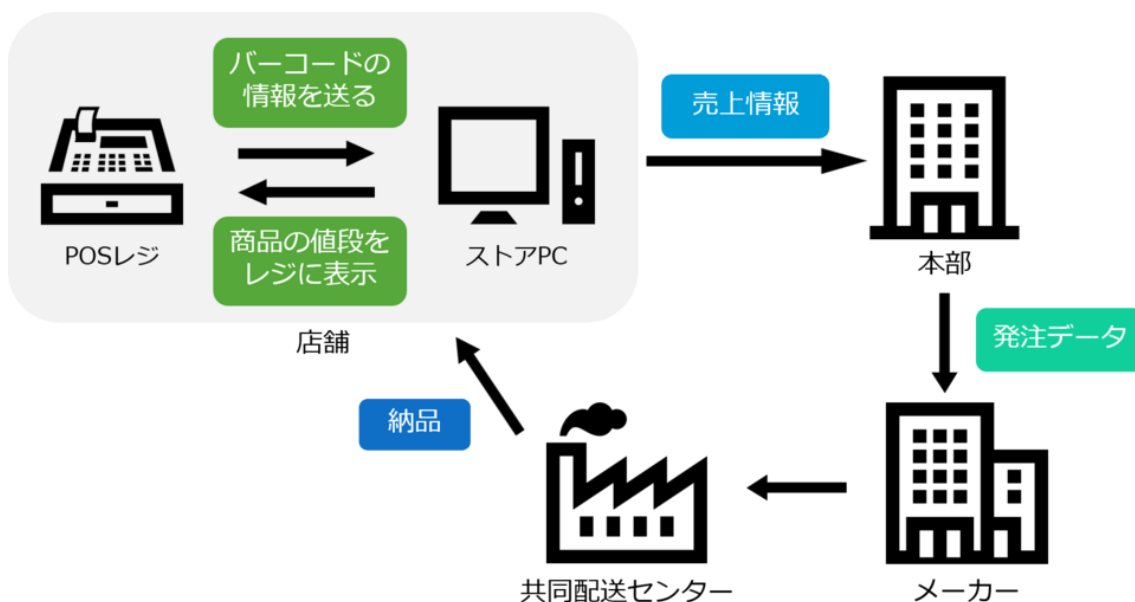 バーコードの
情報を送る
売上情報
POSレジ
商品の値段を
レジに表示
ストアPC
本部
店舗
発注データ
納品
共同配送センター
メーカー